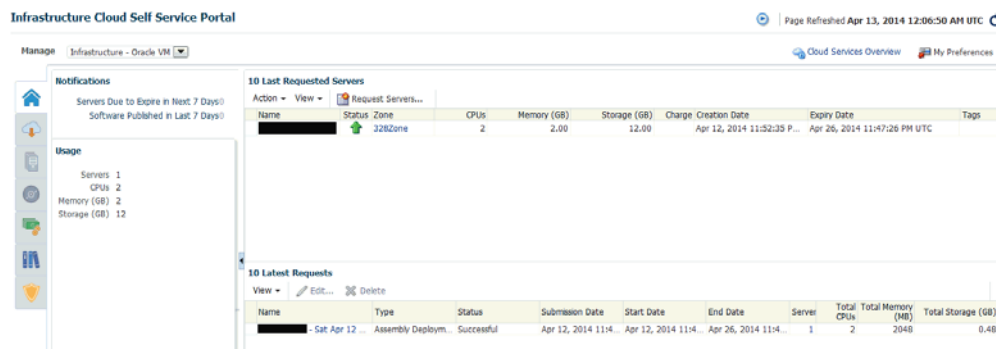 Infrastructure Cloud Self Service Portal
Page Refreshed Apr 13, 2014 12:06:50 AM UTC
Manage Infrastructure - Oracle VM
Cloud Services Overview My Preferences
Notifications
Servers Due to Expire in Next 7 Days 0
Software Published in Last 7 Days 0
Usage
Servers 1
CPUs 2
Memory (GB) 2
Storage (GB) 12
10 Last Requested Servers
Action View Request Servers...
Name Status Zone CPUs Memory (GB) Storage (GB) Charge Creation Date Expiry Date Tags
328Zone 2 2.00 12.00 Apr 12, 2014 11:52:35 P... Apr 26, 2014 11:47:26 PM UTC
10 Latest Requests
View Edit... Delete
Name Type Status Submission Date Start Date End Date Server Total CPUs Total Memory (MB) Total Storage (GB)
- Sat Apr 12 ... Assembly Deploym... Successful Apr 12, 2014 11:4... Apr 12, 2014 11:4... Apr 26, 2014 11:4... 1 2 2048 0.48